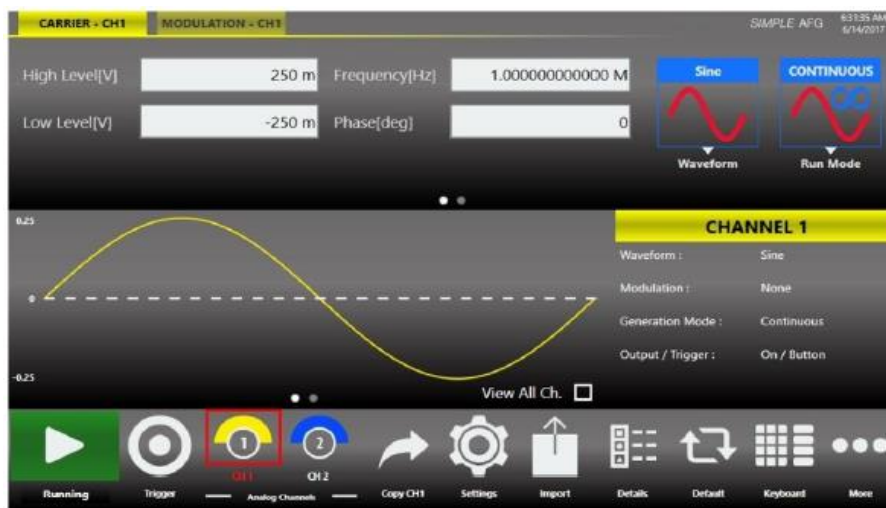 CARRIER - CH1 MODULATION - CH1 SIMPLE AFG 6:31:35 AM
6/14/2017
High Level[V] 250 m Frequency[Hz] 1.000000000000 M Sine CONTINUOUS
Low Level[V] -250 m Phase[deg] 0
Waveform Run Mode
0.25 CHANNEL 1
Waveform : Sine
Modulation : None
0
Generation Mode : Continuous
Output / Trigger : On / Button
-0.25
View All Ch.
1 2
CH 1 CH 2
Running Trigger Analog Channels Copy CH1 Settings Import Details Default Keyboard More